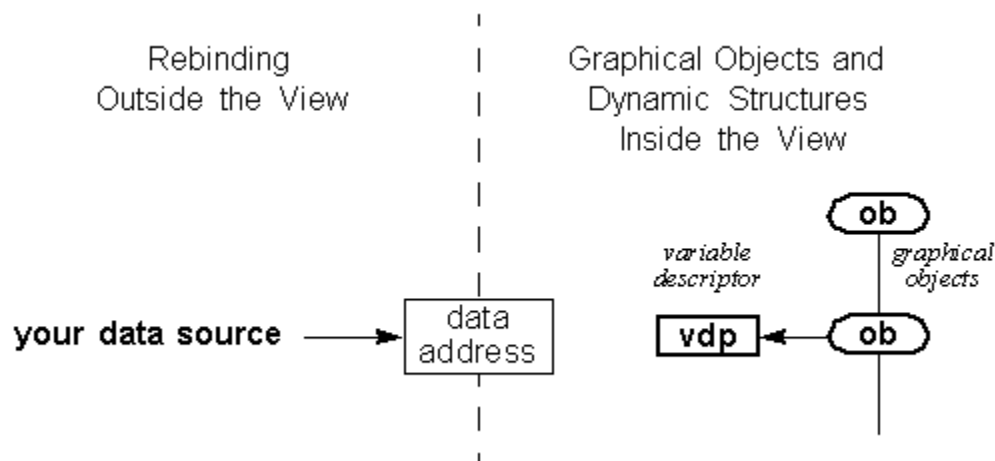 Rebinding
Outside the View
Graphical Objects and
Dynamic Structures
Inside the View
ob
variable
descriptor
graphical
objects
your data source
data
address
vdp
ob